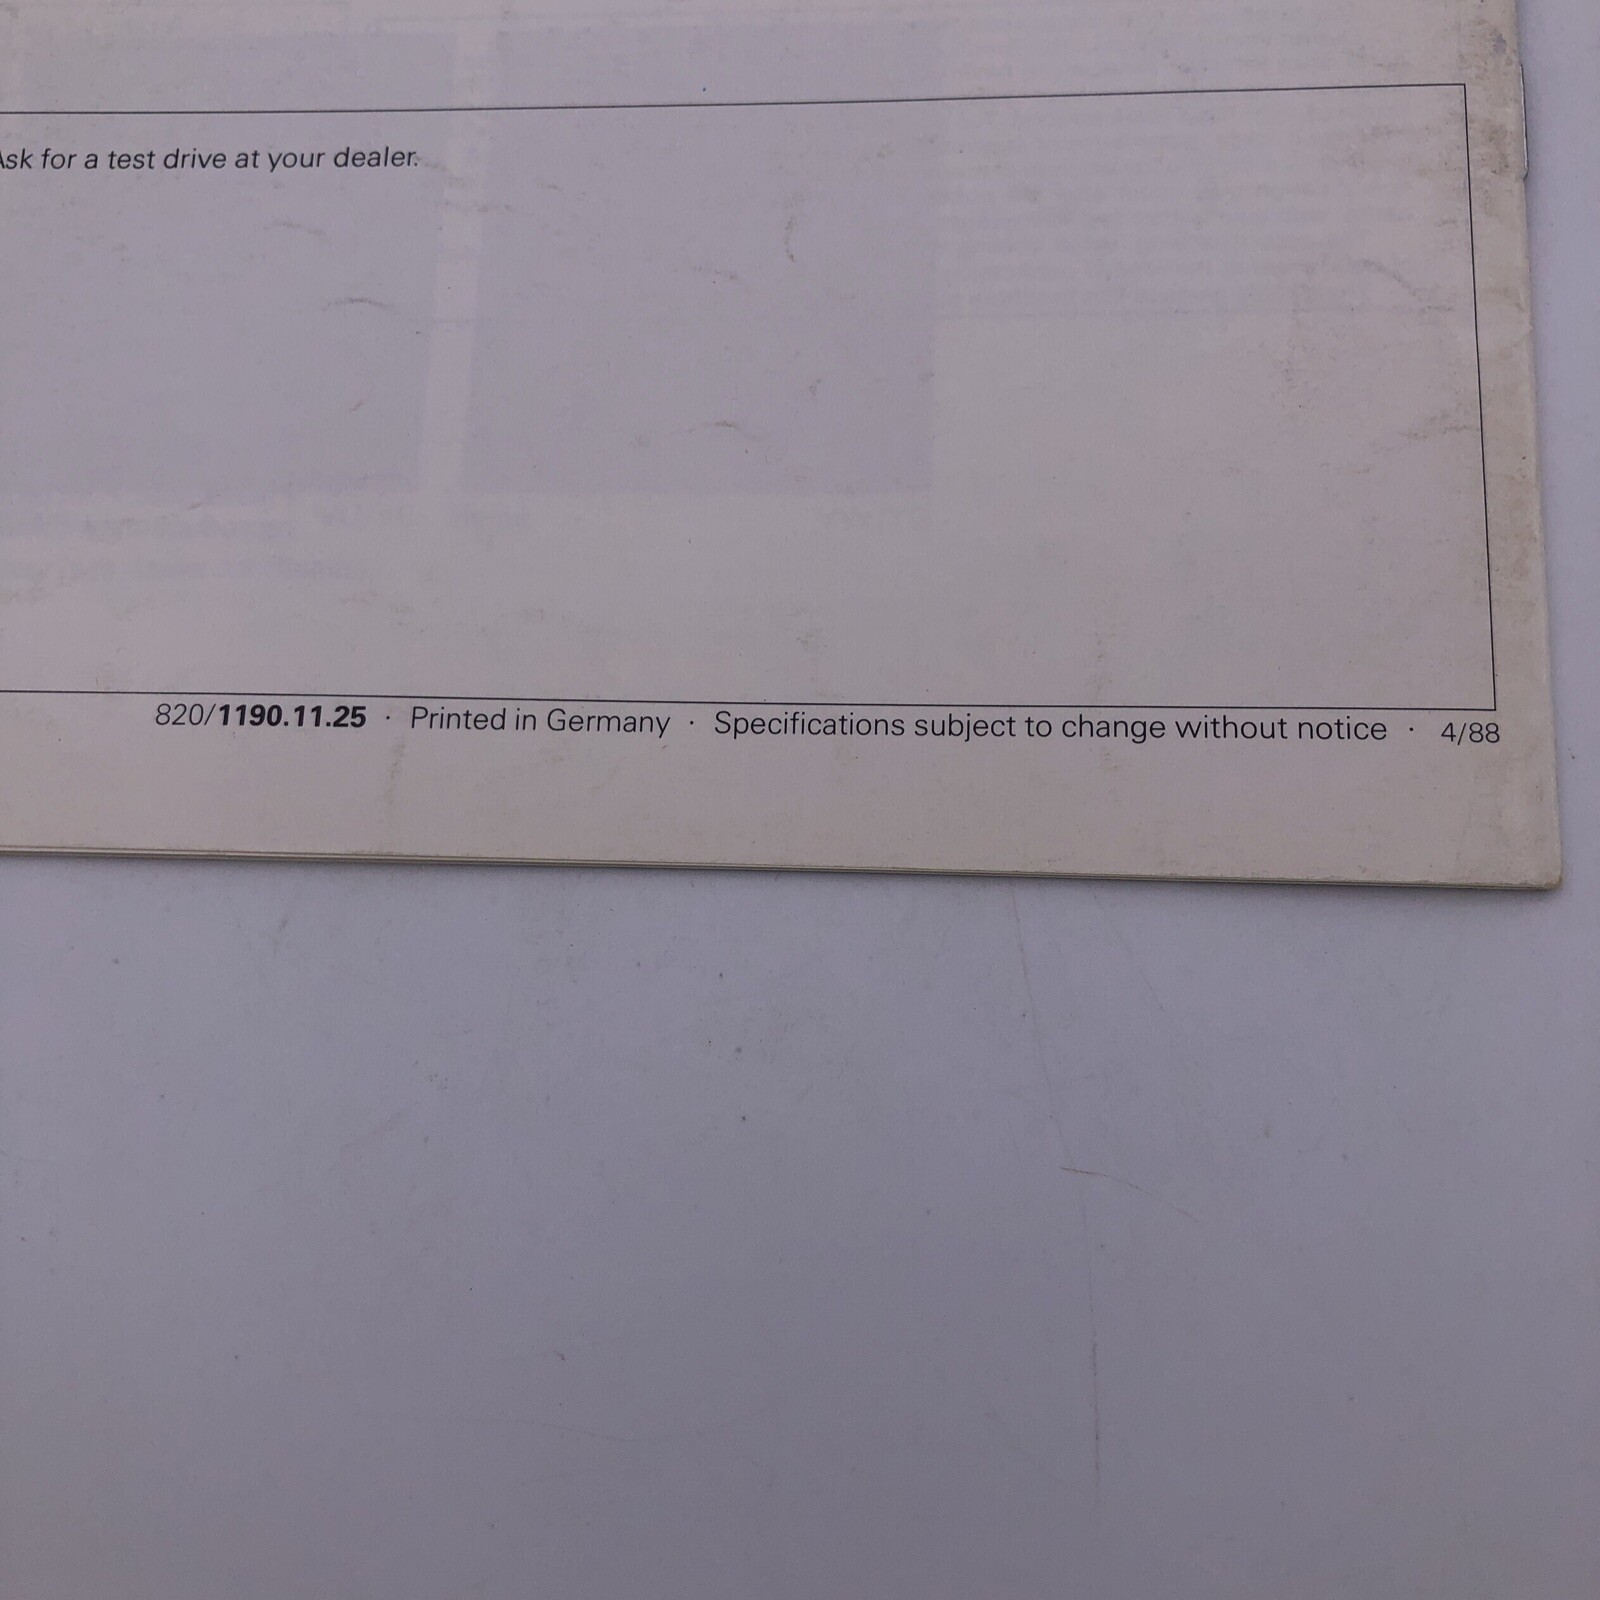 Ask for a test drive at your dealer.
820/1190.11.25 · Printed in Germany · Specifications subject to change without notice · 4/88